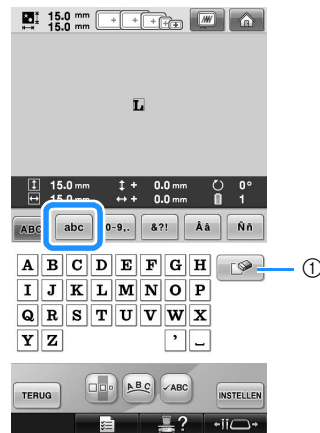 15.0 mm
15.0 mm
L
15.0 mm + 0.0 mm 0°
15.0 mm + 0.0 mm 1
ABC abc 0-9,. &?! Ââ Ññ
A B C D E F G H
①
I J K L M N O P
Q R S T U V W X
Y Z ' _
TERUG ABC ABC INSTELLEN
?